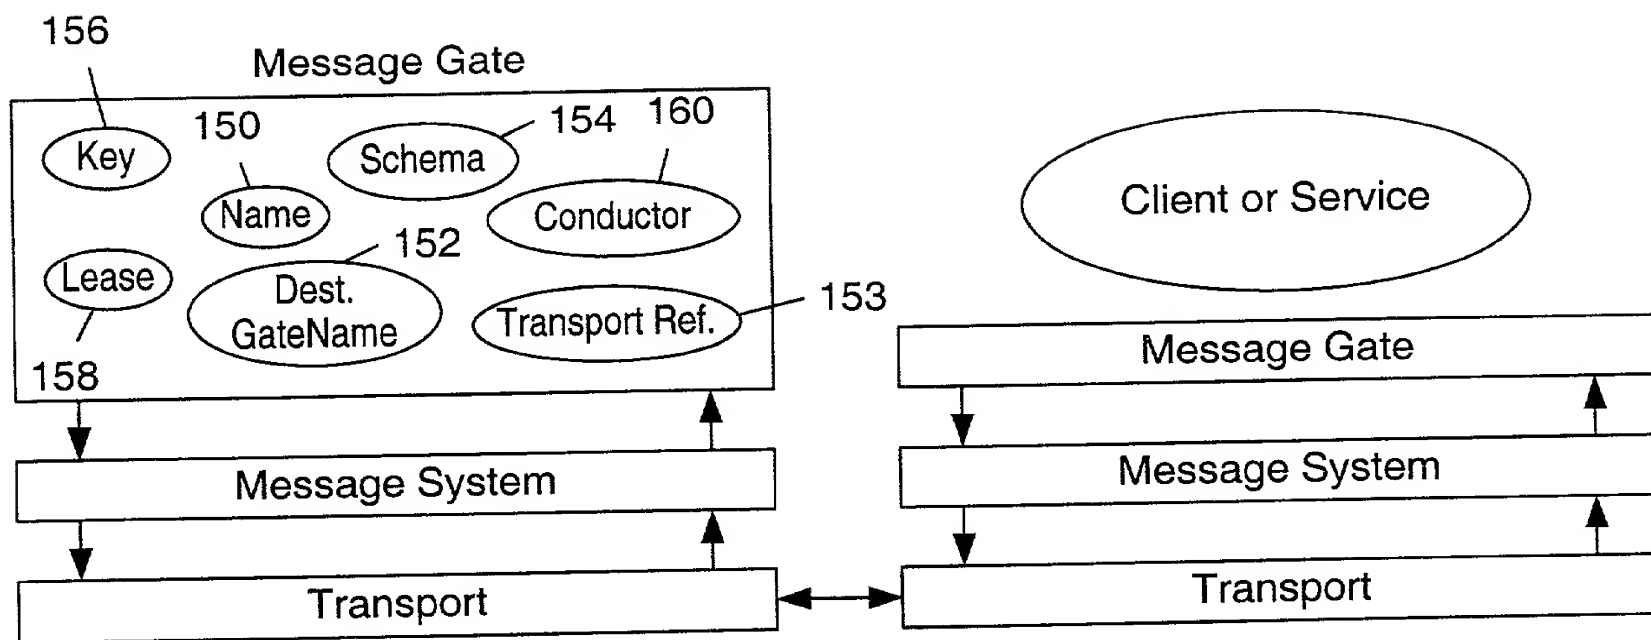 156
Message Gate
Key
150
Schema
154
160
Name
Conductor
Lease
152
Dest.
GateName
Transport Ref.
153
158
Message System
Transport
Client or Service
Message Gate
Message System
Transport